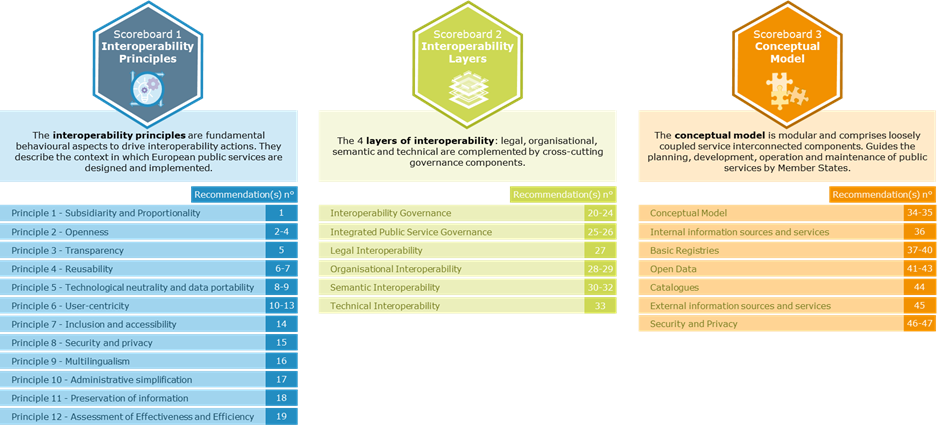 Scoreboard 1
Interoperability
Principles
The interoperability principles are fundamental
behavioural aspects to drive interoperability actions. They
describe the context in which European public services are
designed and implemented.
Recommendation(s) n°
Principle 1 - Subsidiarity and Proportionality 1
Principle 2 - Openness 2-4
Principle 3 - Transparency 5
Principle 4 - Reusability 6-7
Principle 5 - Technological neutrality and data portability 8-9
Principle 6 - User-centricity 10-13
Principle 7 - Inclusion and accessibility 14
Principle 8 - Security and privacy 15
Principle 9 - Multilingualism 16
Principle 10 - Administrative simplification 17
Principle 11 - Preservation of information 18
Principle 12 - Assessment of Effectiveness and Efficiency 19
Scoreboard 2
Interoperability
Layers
The 4 layers of interoperability: legal, organisational,
semantic and technical are complemented by cross-cutting
governance components.
Recommendation(s) n°
Interoperability Governance 20-24
Integrated Public Service Governance 25-26
Legal Interoperability 27
Organisational Interoperability 28-29
Semantic Interoperability 30-32
Technical Interoperability 33
Scoreboard 3
Conceptual
Model
The conceptual model is modular and comprises loosely
coupled service interconnected components. Guides the
planning, development, operation and maintenance of public
services by Member States.
Recommendation(s) n°
Conceptual Model 34-35
Internal information sources and services 36
Basic Registries 37-40
Open Data 41-43
Catalogues 44
External information sources and services 45
Security and Privacy 46-47